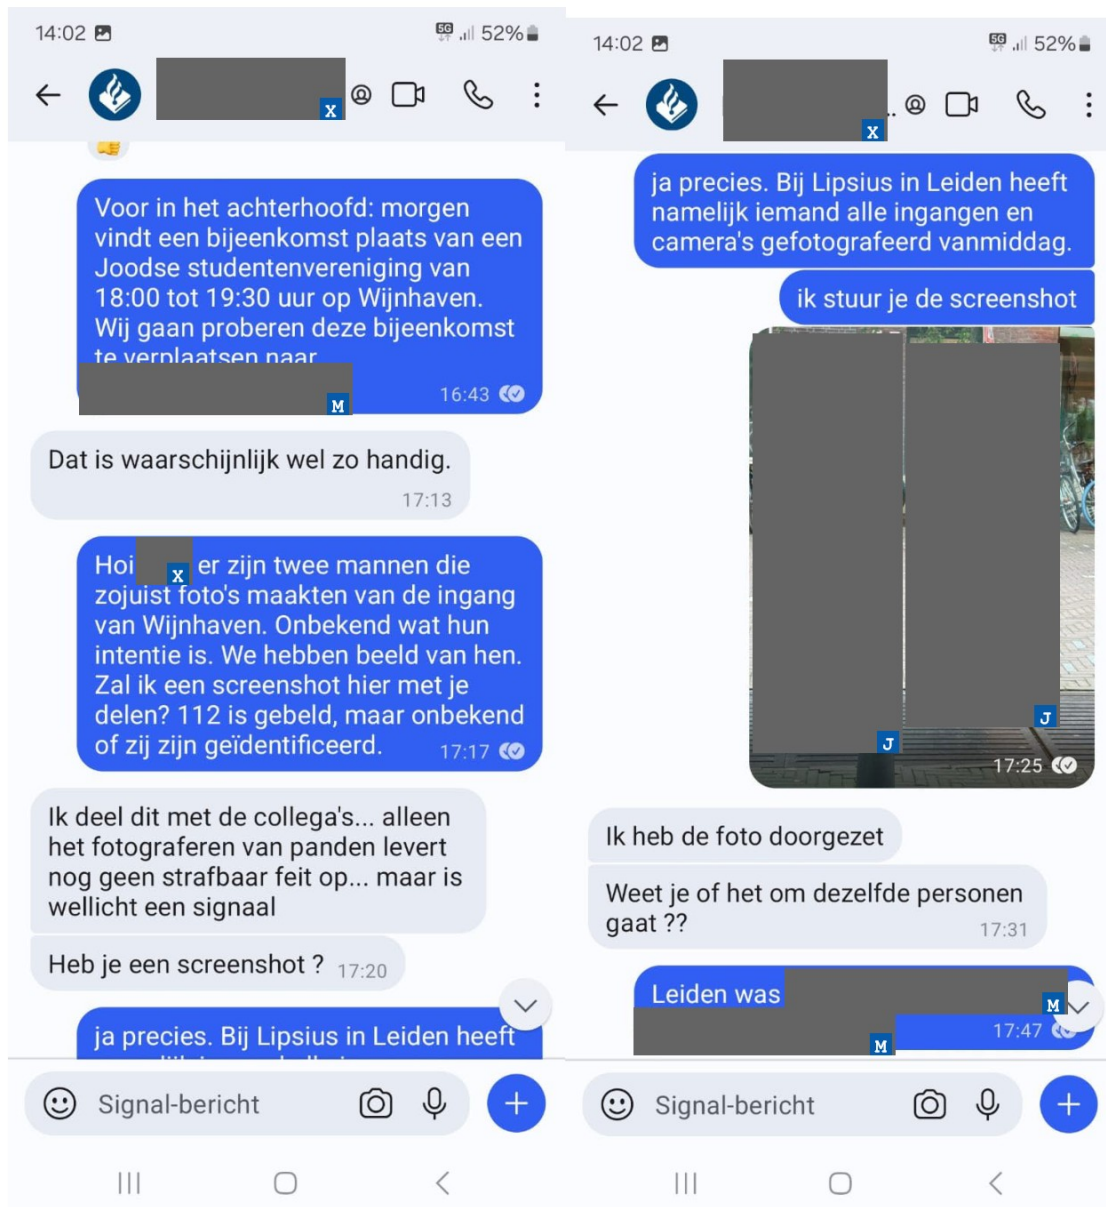 14:02
5G 52%
X
Voor in het achterhoofd: morgen
vindt een bijeenkomst plaats van een
Joodse studentenvereniging van
18:00 tot 19:30 uur op Wijnhaven.
Wij gaan proberen deze bijeenkomst
te verplaatsen naar
M
16:43
Dat is waarschijnlijk wel zo handig.
17:13
Hoi X er zijn twee mannen die
zojuist foto's maakten van de ingang
van Wijnhaven. Onbekend wat hun
intentie is. We hebben beeld van hen.
Zal ik een screenshot hier met je
delen? 112 is gebeld, maar onbekend
of zij zijn geïdentificeerd.
17:17
Ik deel dit met de collega's... alleen
het fotograferen van panden levert
nog geen strafbaar feit op... maar is
wellicht een signaal
Heb je een screenshot ? 17:20
ja precies. Bij Lipsius in Leiden heeft
Signal-bericht
14:02
5G 52%
X
ja precies. Bij Lipsius in Leiden heeft
namelijk iemand alle ingangen en
camera's gefotografeerd vanmiddag.
ik stuur je de screenshot
J
J
17:25
Ik heb de foto doorgezet
Weet je of het om dezelfde personen
gaat ??
17:31
Leiden was
M
M
17:47
Signal-bericht